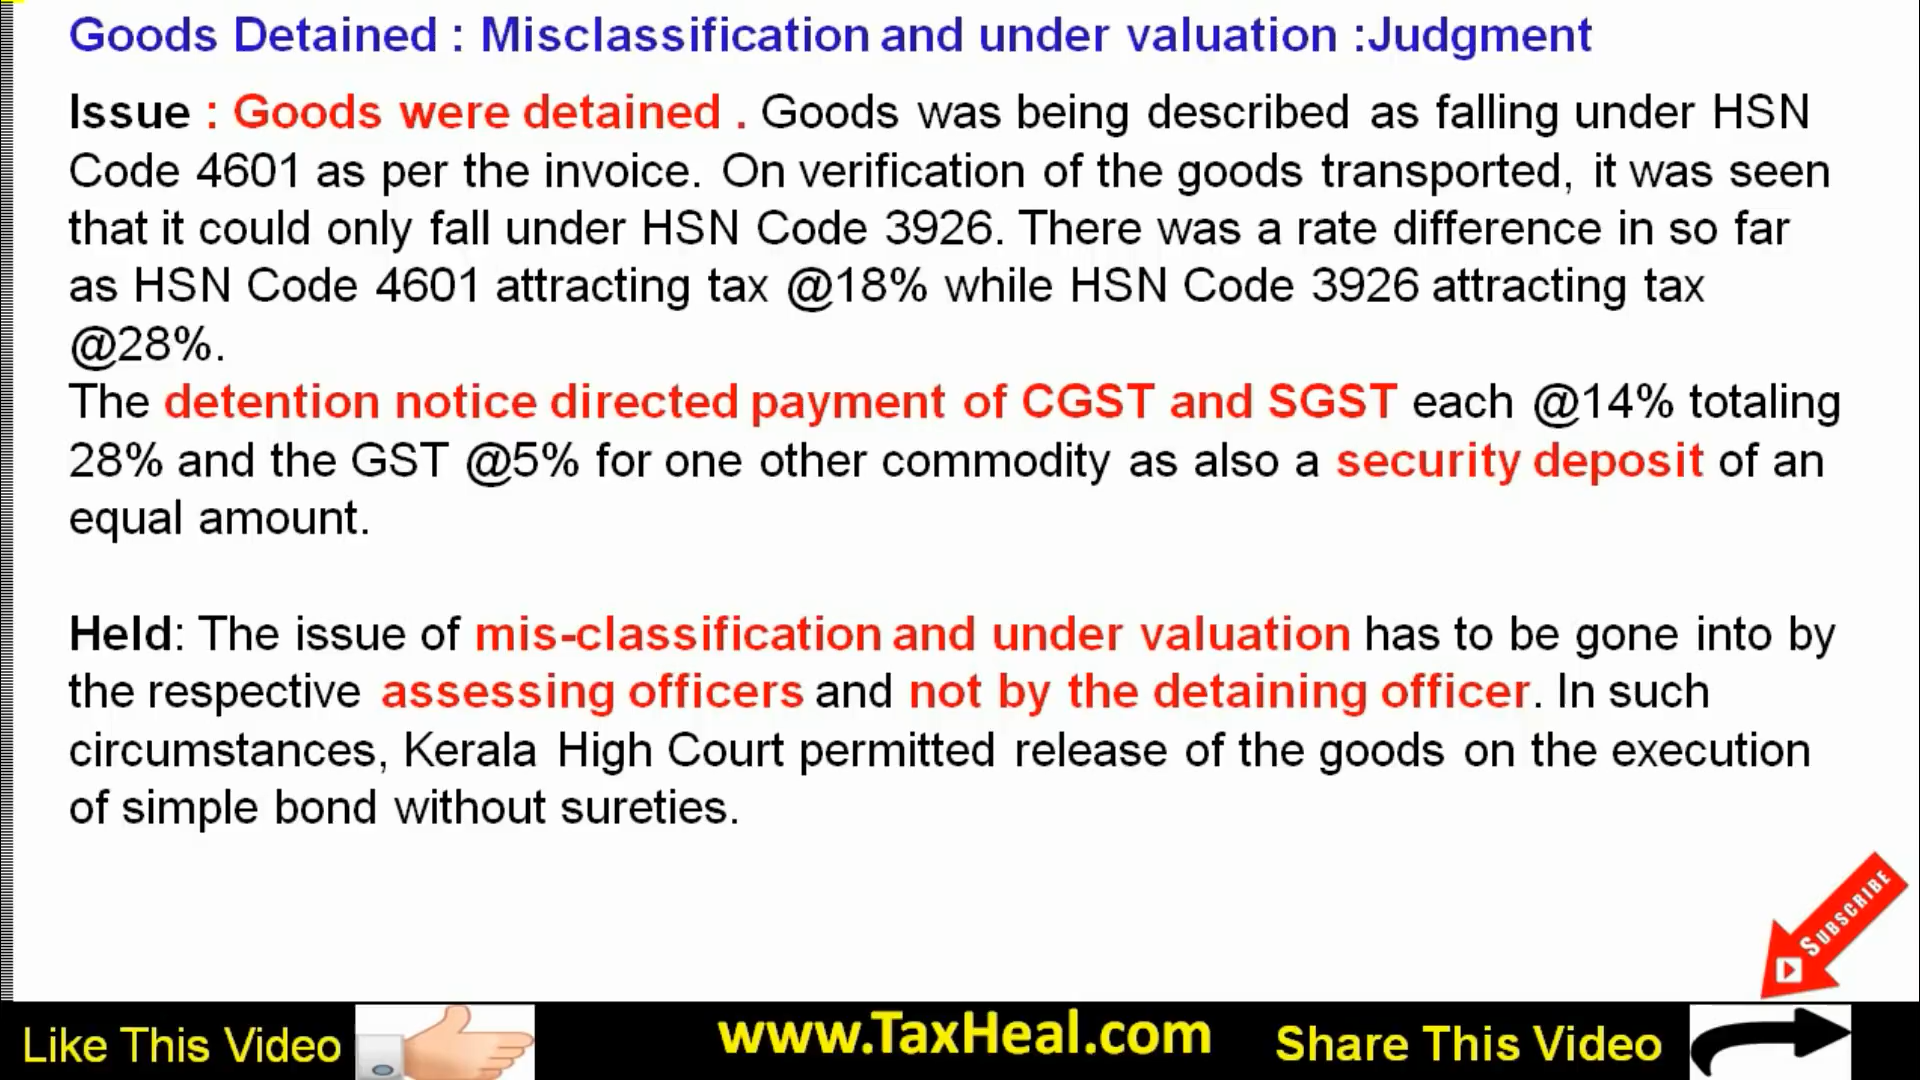 Goods Detained : Misclassification and under valuation :Judgment
Issue : Goods were detained . Goods was being described as falling under HSN
Code 4601 as per the invoice. On verification of the goods transported, it was seen
that it could only fall under HSN Code 3926. There was a rate difference in so far
as HSN Code 4601 attracting tax @18% while HSN Code 3926 attracting tax
@28%.
The detention notice directed payment of CGST and SGST each @14% totaling
28% and the GST @5% for one other commodity as also a security deposit of an
equal amount.
Held: The issue of mis-classification and under valuation has to be gone into by
the respective assessing officers and not by the detaining officer. In such
circumstances, Kerala High Court permitted release of the goods on the execution
of simple bond without sureties.
SUBSCRIBE
Like This Video
www.TaxHeal.com
Share This Video